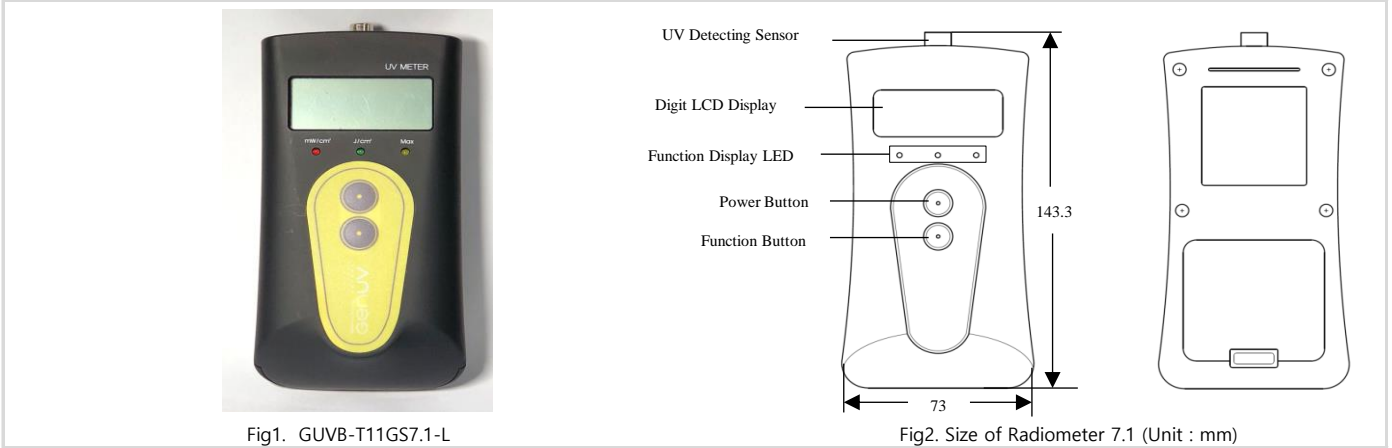 UV METER
mW/cm²
J/cm²
Max
GenUV
Fig1. GUVB-T11GS7.1-L
UV Detecting Sensor
Digit LCD Display
Function Display LED
Power Button
Function Button
143.3
73
Fig2. Size of Radiometer 7.1 (Unit : mm)